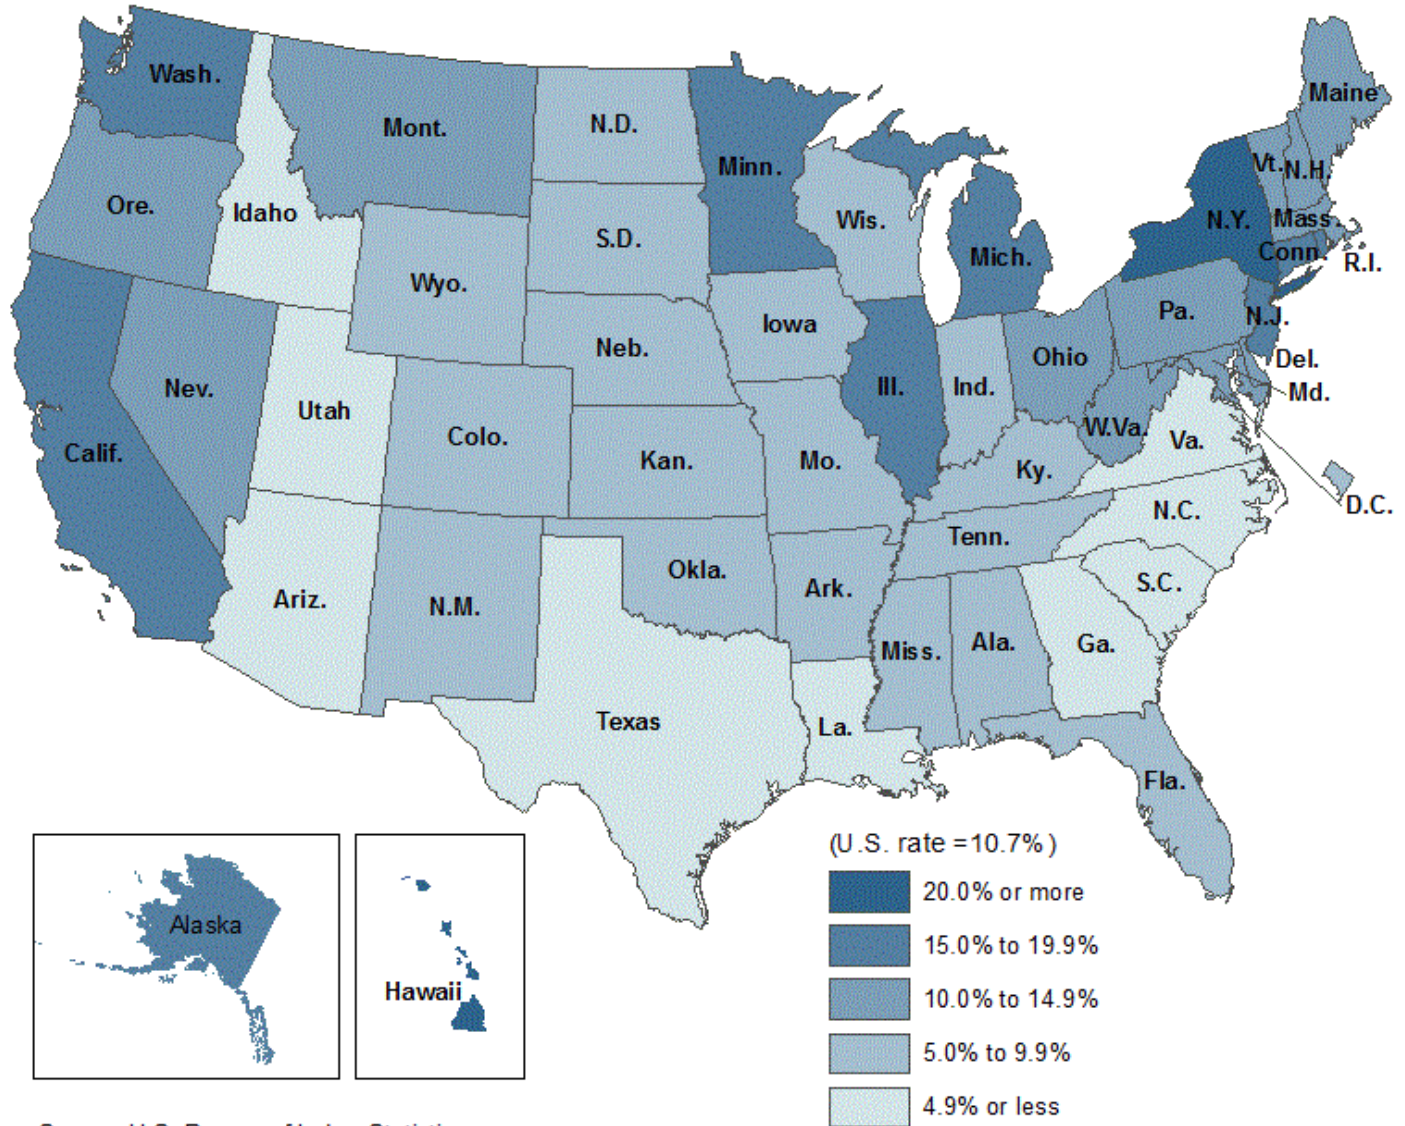 Wash.
Mont.
N.D.
Minn.
Maine
Ore.
Idaho
S.D.
Wis.
Mich.
N.Y.
Vt.
N.H.
Mass.
Conn.
R.I.
Wyo.
Iowa
Neb.
Pa.
N.J.
Nev.
Utah
Colo.
Kan.
Mo.
Ill.
Ind.
Ohio
Del.
Md.
W.Va.
Va.
Ky.
D.C.
Calif.
N.C.
Tenn.
S.C.
Ariz.
N.M.
Okla.
Ark.
Miss.
Ala.
Ga.
Texas
La.
Fla.
Alaska
Hawaii
(U.S. rate =10.7%)
20.0% or more
15.0% to 19.9%
10.0% to 14.9%
5.0% to 9.9%
4.9% or less